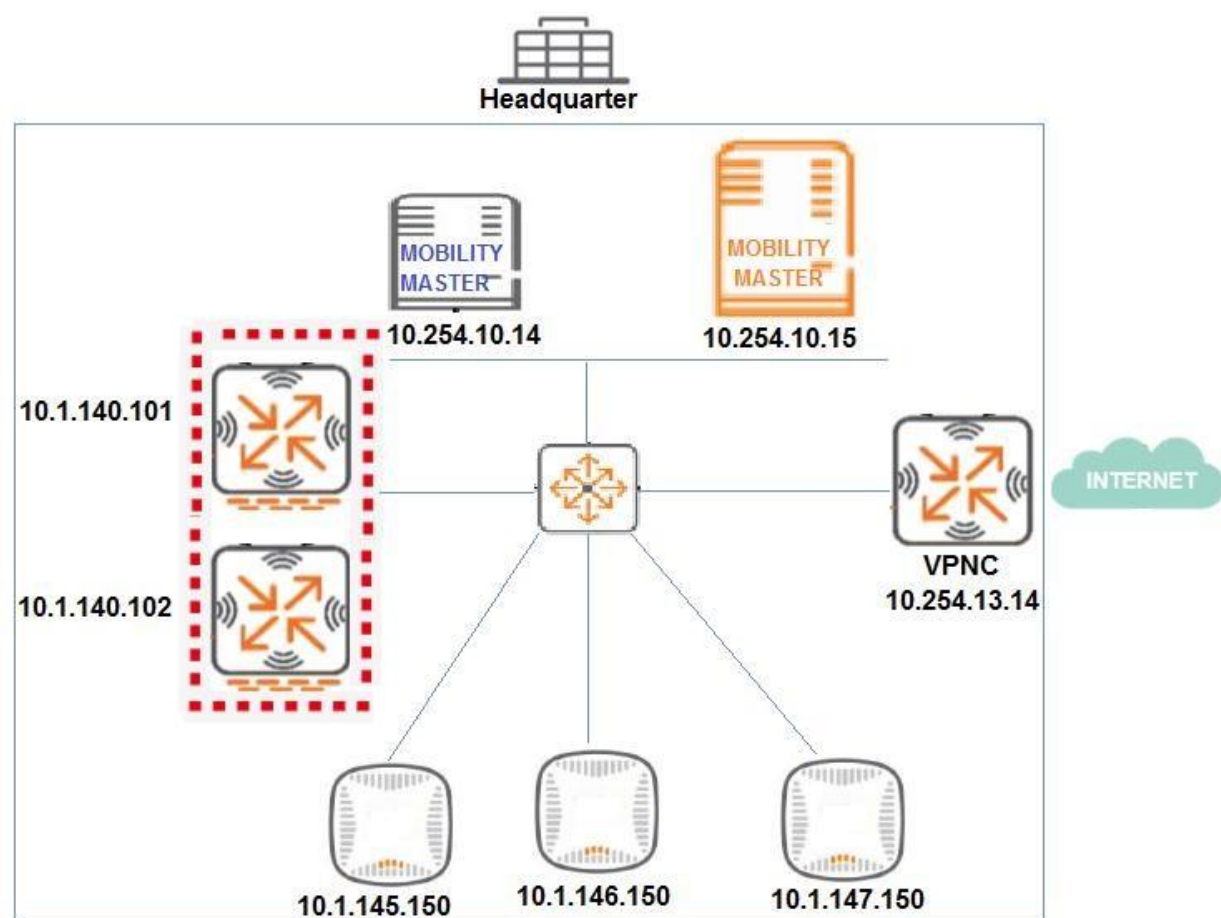 Headquarter
MOBILITY
MASTER
10.254.10.14
MOBILITY
MASTER
10.254.10.15
10.1.140.101
10.1.140.102
VPNC
10.254.13.14
INTERNET
10.1.145.150
10.1.146.150
10.1.147.150